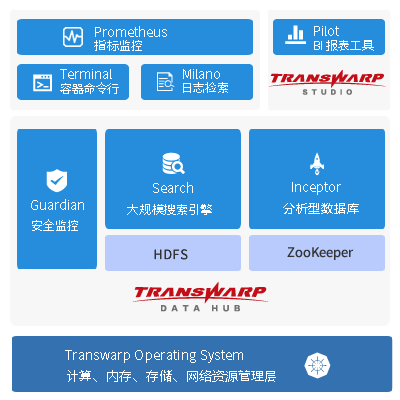 Prometheus
指标监控
Pilot
BI 报表工具
Terminal
容器命令行
Milano
日志检索
TRANSWARP
STUDIO
Guardian
安全监控
Search
大规模搜索引擎
Inceptor
分析型数据库
HDFS
ZooKeeper
TRANSWARP
DATA HUB
Transwarp Operating System
计算、内存、存储、网络资源管理层